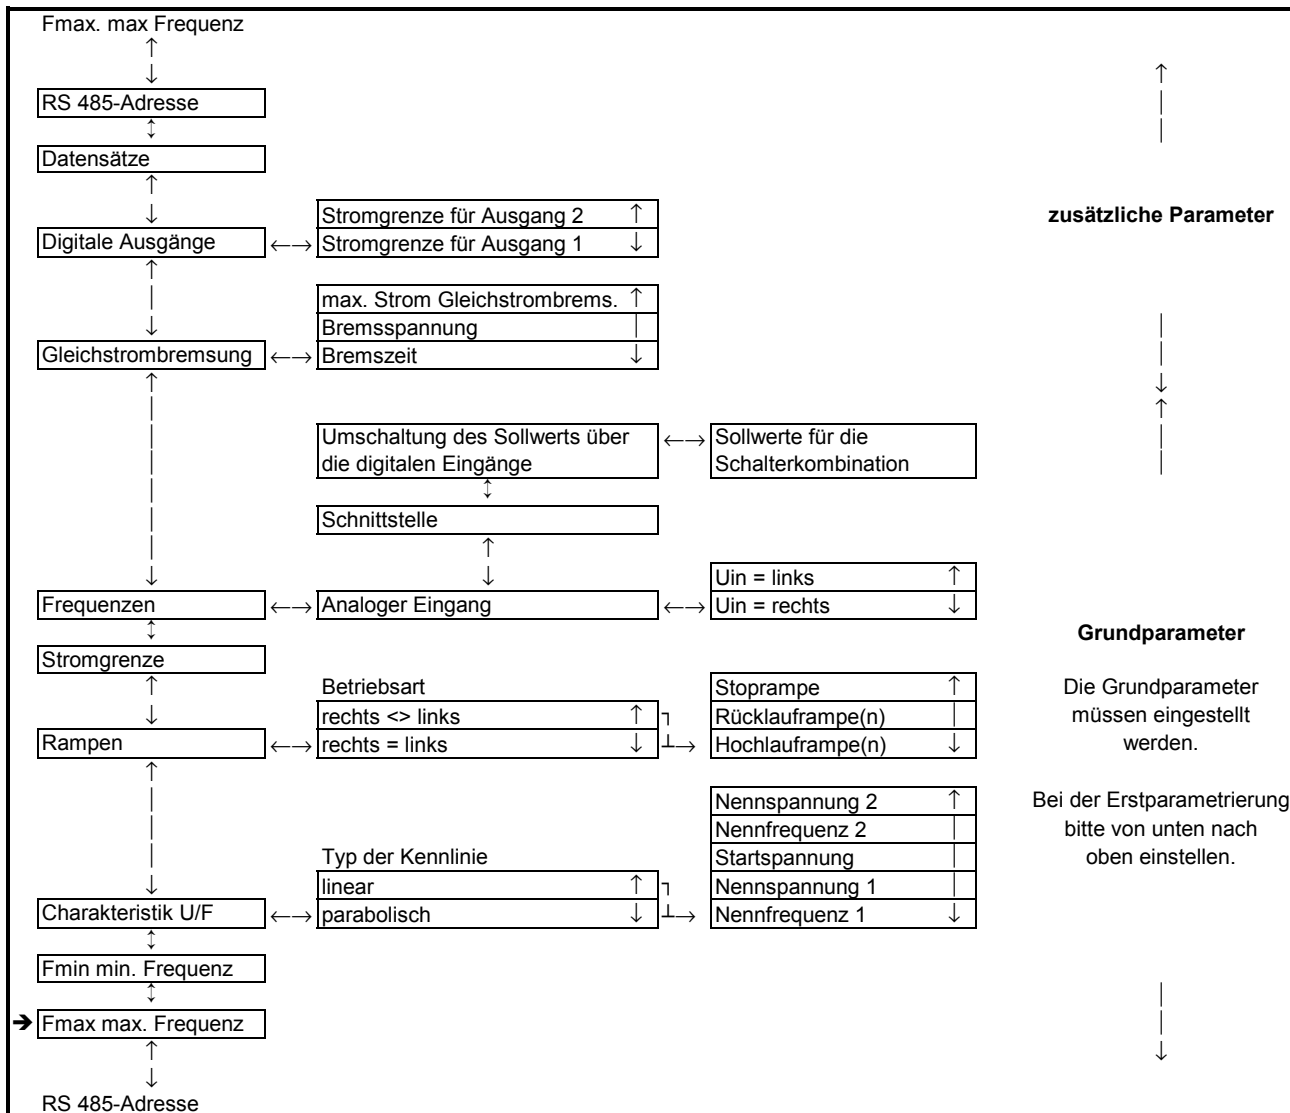 Fmax. max Frequenz
RS 485-Adresse
Datensätze
Stromgrenze für Ausgang 2
zusätzliche Parameter
Digitale Ausgänge
Stromgrenze für Ausgang 1
max. Strom Gleichstrombrems.
Bremsspannung
Gleichstrombremsung
Bremszeit
Umschaltung des Sollwerts über
die digitalen Eingänge
Sollwerte für die
Schalterkombination
Schnittstelle
Uin = links
Frequenzen
Analoger Eingang
Uin = rechts
Grundparameter
Stromgrenze
Betriebsart
Stoprampe
Die Grundparameter
rechts <> links
Rücklauframpe(n)
müssen eingestellt
Rampen
rechts = links
Hochlauframpe(n)
werden.
Nennspannung 2
Bei der Erstparametrierung
Nennfrequenz 2
bitte von unten nach
Typ der Kennlinie
Startspannung
oben einstellen.
linear
Nennspannung 1
Charakteristik U/F
parabolisch
Nennfrequenz 1
Fmin min. Frequenz
Fmax max. Frequenz
RS 485-Adresse